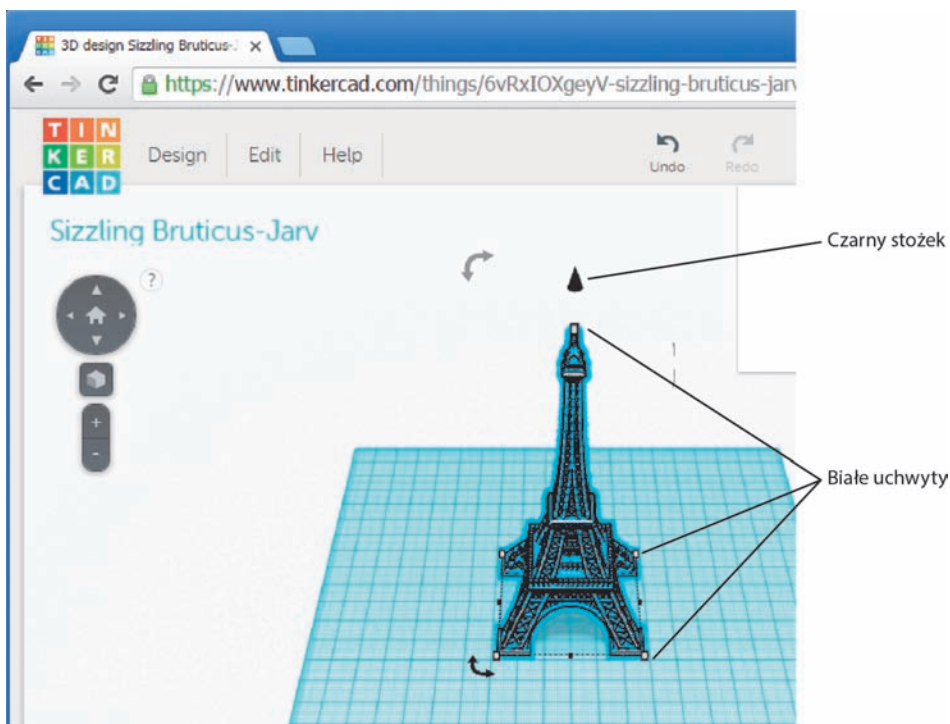 3D design Sizzling Bruticus-J
https://www.tinkercad.com/things/6vRxIOXgeyV-sizzling-bruticus-jarv
TIN
KER
CAD
Design Edit Help
Undo Redo
Sizzling Bruticus-Jarv
?
+
-
Czarny stożek
Białe uchwyty